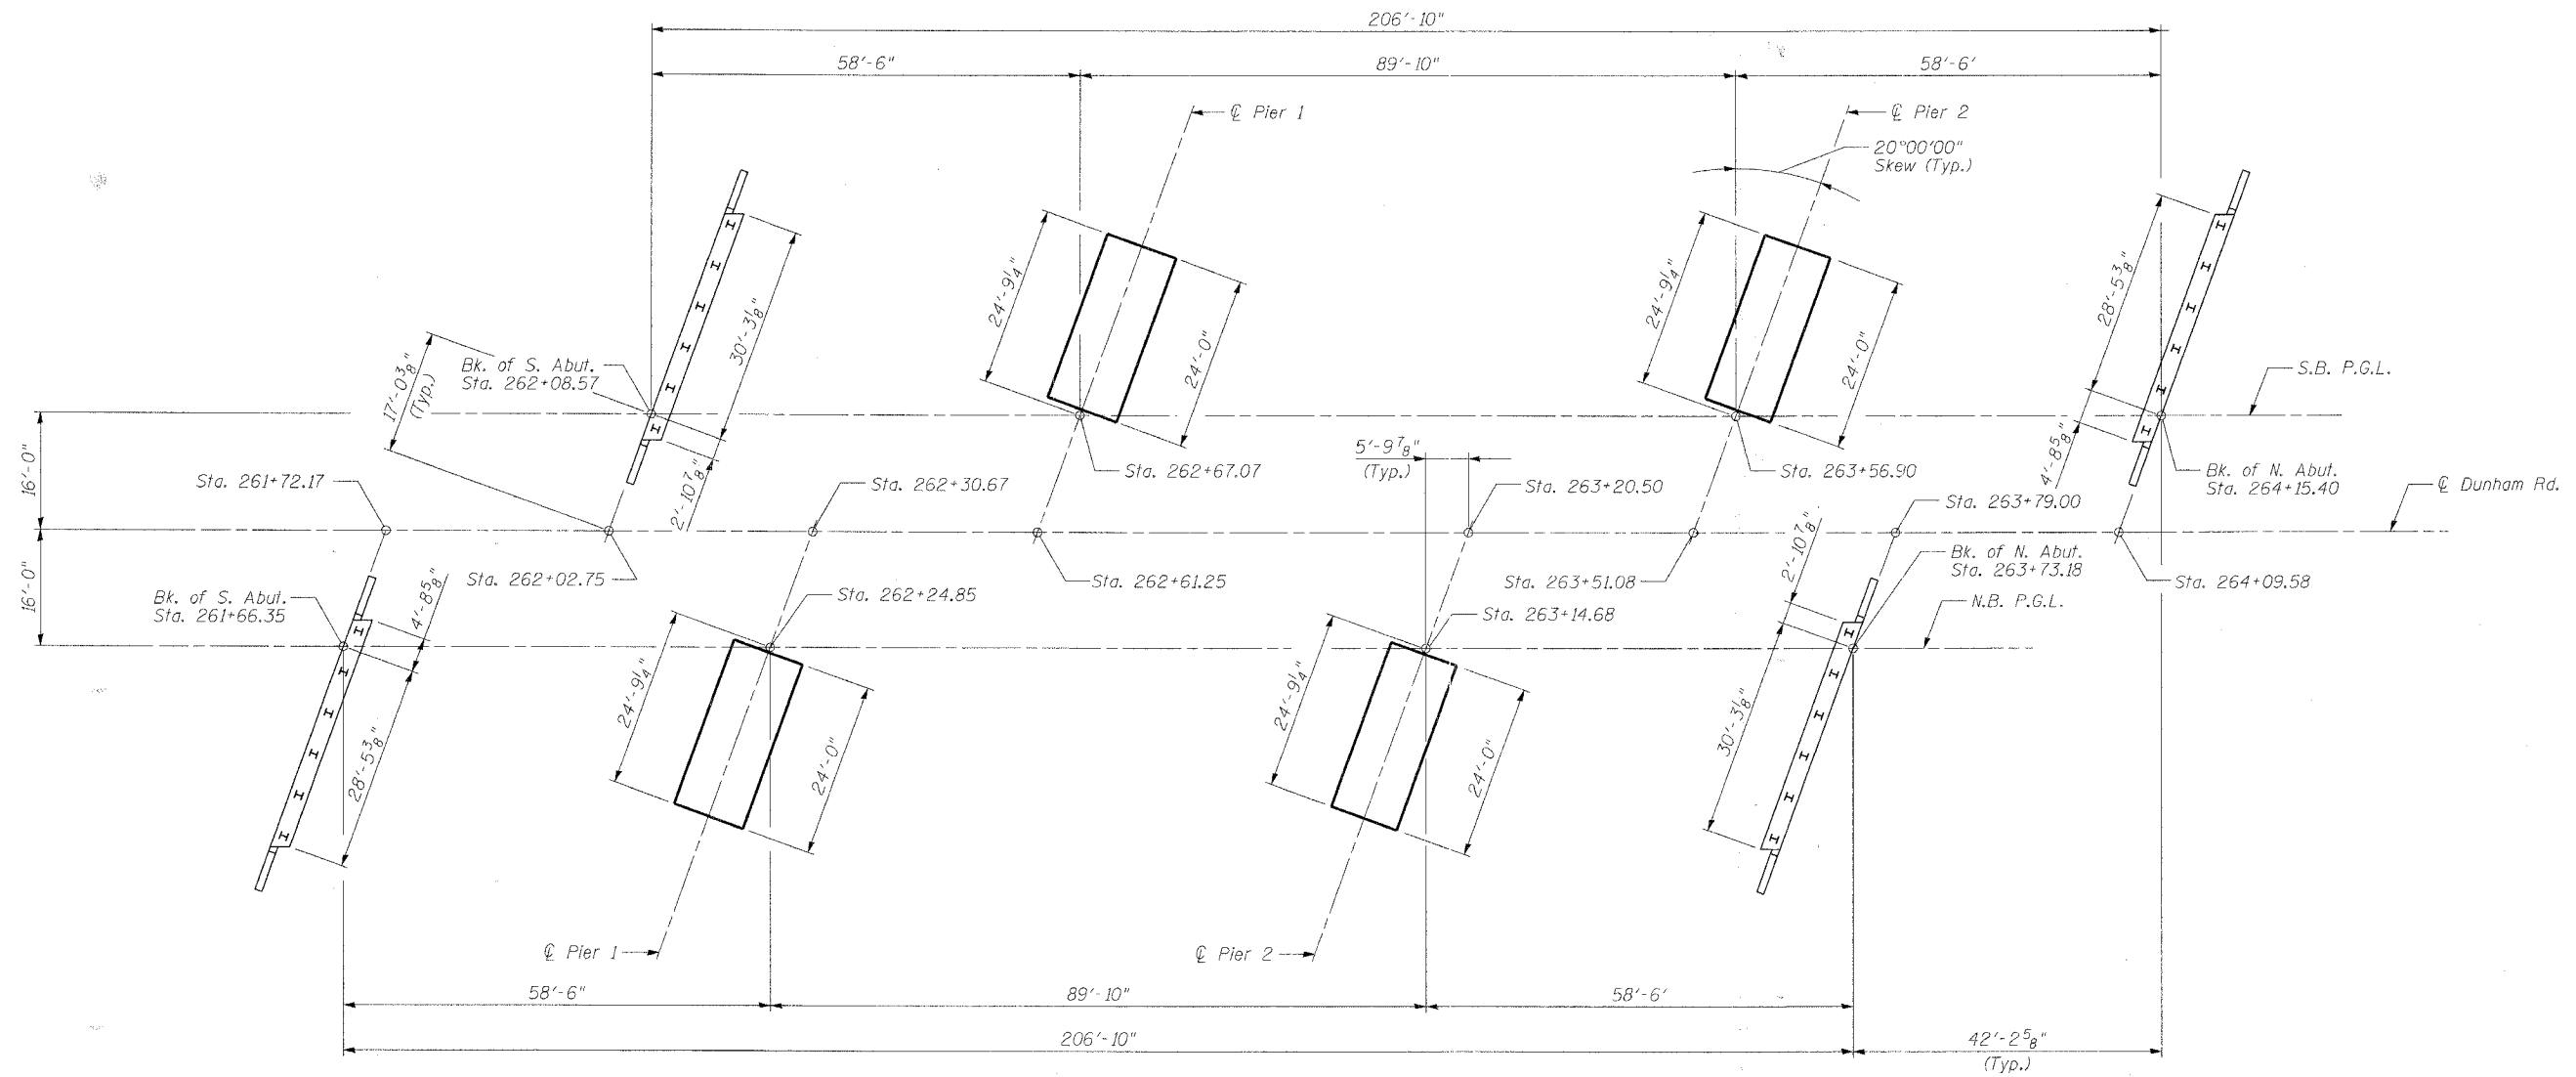 206'-10"
58'-6"
89'-10"
58'-6'
℄ Pier 1
℄ Pier 2
20°00'00"
Skew (Typ.)
24'-9¼"
24'-0"
24'-9¼"
24'-0"
28'-5⅜"
30'-3⅛"
17'-0⅜"
(Typ.)
Bk. of S. Abut.
Sta. 262+08.57
S.B. P.G.L.
16'-0"
Sta. 261+72.17
2'-10⅞"
Sta. 262+30.67
Sta. 262+67.07
5'-9⅞"
(Typ.)
Sta. 263+20.50
Sta. 263+56.90
4'-8⅝"
Bk. of N. Abut.
Sta. 264+15.40
℄ Dunham Rd.
Sta. 263+79.00
16'-0"
Sta. 262+02.75
Sta. 262+61.25
Sta. 263+51.08
2'-10⅞"
Bk. of N. Abut.
Sta. 263+73.18
Sta. 264+09.58
Bk. of S. Abut.
Sta. 261+66.35
4'-8⅝"
Sta. 262+24.85
Sta. 263+14.68
N.B. P.G.L.
28'-5⅜"
24'-9¼"
24'-0"
24'-9¼"
24'-0"
30'-3⅛"
℄ Pier 1
℄ Pier 2
58'-6"
89'-10"
58'-6'
206'-10"
42'-2⅝"
(Typ.)